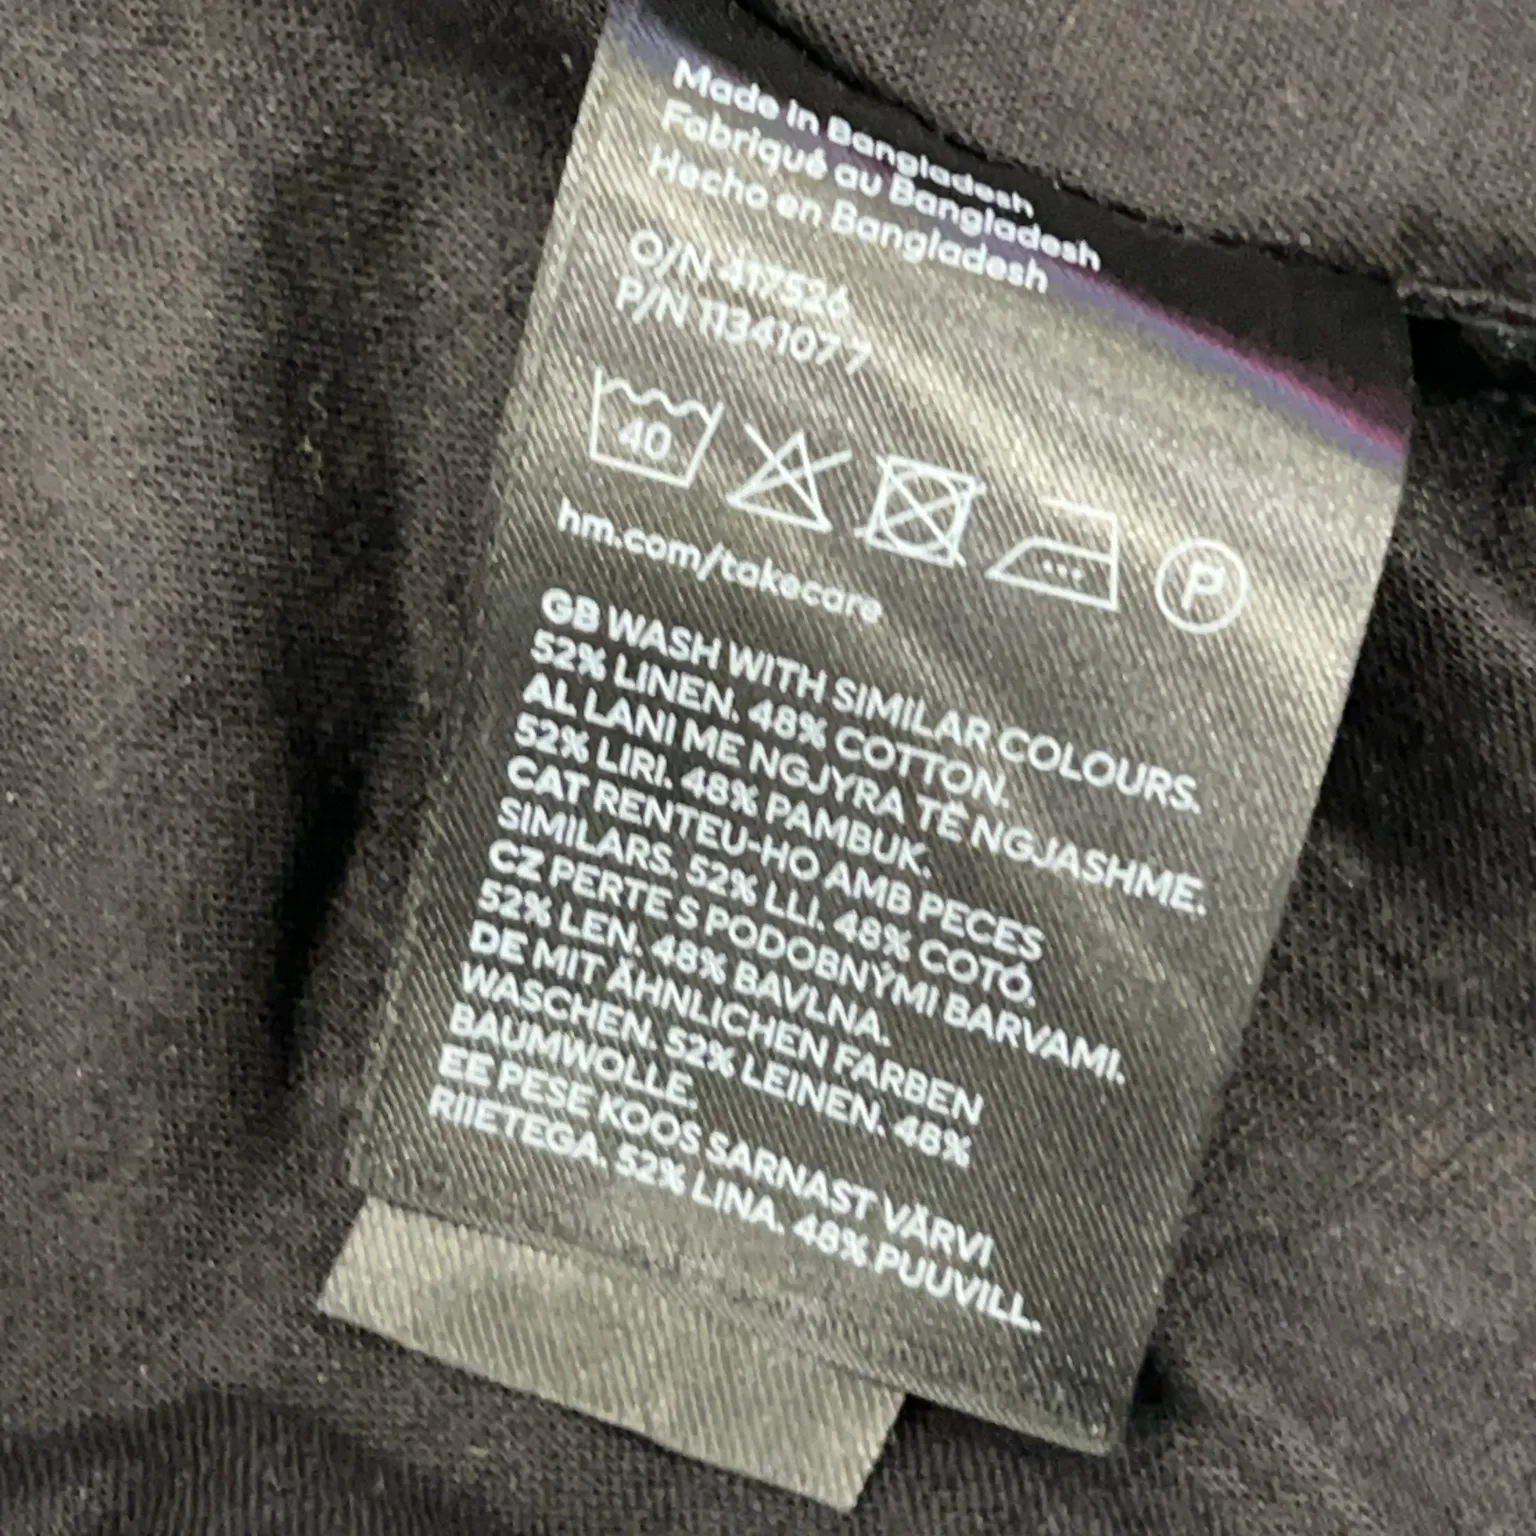 Made in Bangladesh
Fabriqué au Bangladesh
Hecho en Bangladesh
O/N 417526
P/N 11341077
40
P
hm.com/takecare
GB WASH WITH SIMILAR COLOURS.
52% LINEN. 48% COTTON.
AL LANI ME NGJYRA TË NGJASHME.
52% LIRI. 48% PAMBUK.
CAT RENTEU-HO AMB PECES
SIMILARS. 52% LLI. 48% COTÓ.
CZ PERTE S PODOBNÝMI BARVAMI.
52% LEN. 48% BAVLNA.
DE MIT ÄHNLICHEN FARBEN
WASCHEN. 52% LEINEN. 48%
BAUMWOLLE.
EE PESE KOOS SARNAST VÄRVI
RIIETEGA. 52% LINA. 48% PUUVILL.